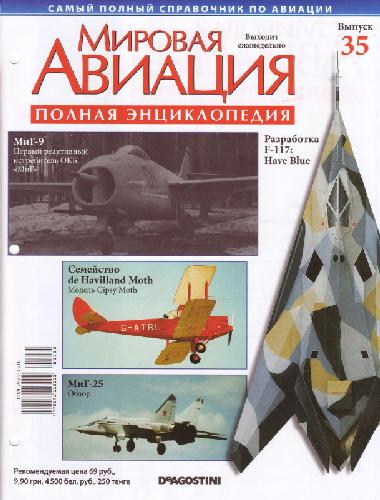 САМЫЙ ПОЛНЫЙ СПРАВОЧНИК ПО АВИАЦИИ
Выпуск
35
Выходит
еженедельно
МИРОВАЯ
АВИАЦИЯ
ПОЛНАЯ ЭНЦИКЛОПЕДИЯ
МиГ-9
Первый реактивный
истребитель ОКБ
«МиГ»
Разработка
F-117:
Have Blue
Семейство
de Havilland Moth
Модель Gipsy Moth
G-ATBL
МиГ-25
Обзор
Рекомендуемая цена 69 руб.,
9,90 грн, 4500 бел. руб., 250 тенге
DEAGOSTINI